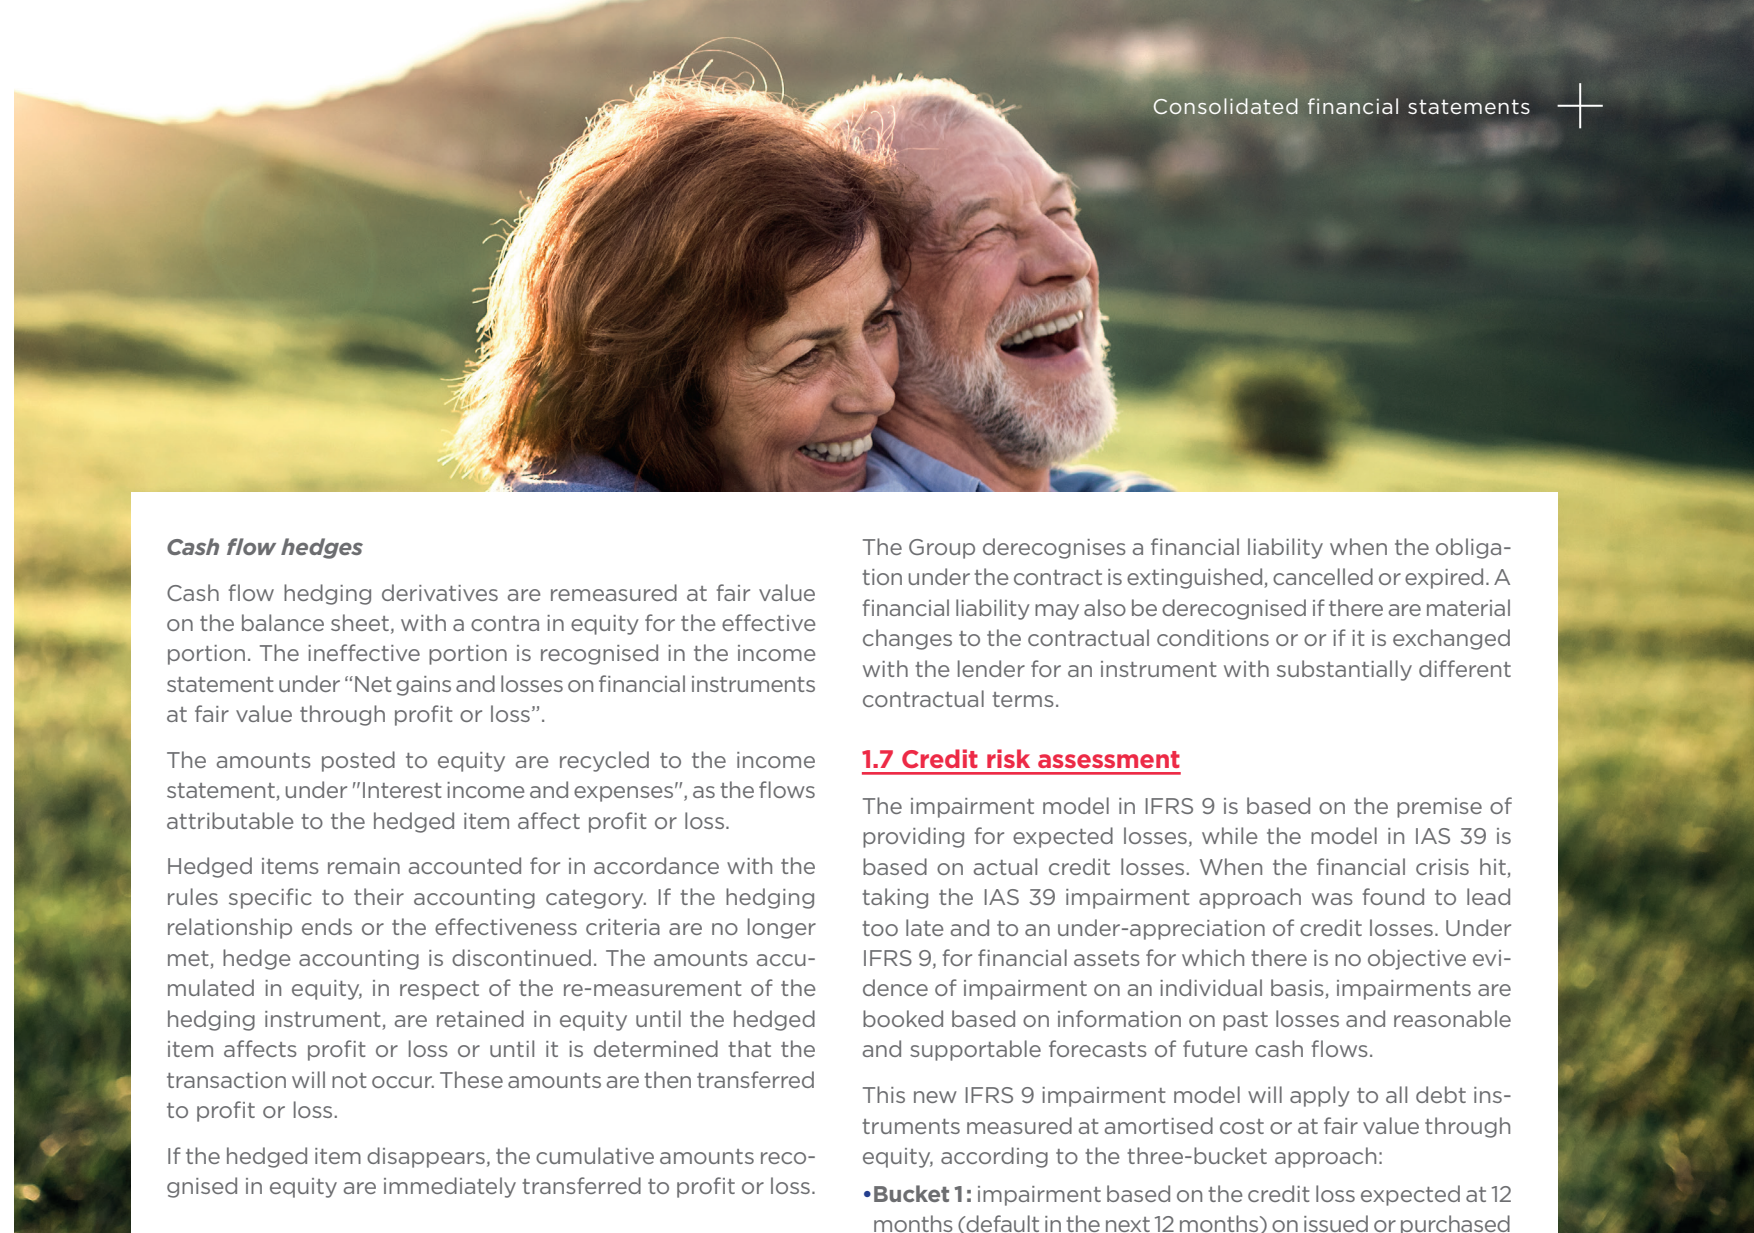 Consolidated financial statements
Cash flow hedges
Cash flow hedging derivatives are remeasured at fair value
on the balance sheet, with a contra in equity for the effective
portion. The ineffective portion is recognised in the income
statement under “Net gains and losses on financial instruments
at fair value through profit or loss”.
The amounts posted to equity are recycled to the income
statement, under "Interest income and expenses", as the flows
attributable to the hedged item affect profit or loss.
Hedged items remain accounted for in accordance with the
rules specific to their accounting category. If the hedging
relationship ends or the effectiveness criteria are no longer
met, hedge accounting is discontinued. The amounts accu-
mulated in equity, in respect of the re-measurement of the
hedging instrument, are retained in equity until the hedged
item affects profit or loss or until it is determined that the
transaction will not occur. These amounts are then transferred
to profit or loss.
If the hedged item disappears, the cumulative amounts reco-
gnised in equity are immediately transferred to profit or loss.
The Group derecognises a financial liability when the obliga-
tion under the contract is extinguished, cancelled or expired. A
financial liability may also be derecognised if there are material
changes to the contractual conditions or or if it is exchanged
with the lender for an instrument with substantially different
contractual terms.
1.7 Credit risk assessment
The impairment model in IFRS 9 is based on the premise of
providing for expected losses, while the model in IAS 39 is
based on actual credit losses. When the financial crisis hit,
taking the IAS 39 impairment approach was found to lead
too late and to an under-appreciation of credit losses. Under
IFRS 9, for financial assets for which there is no objective evi-
dence of impairment on an individual basis, impairments are
booked based on information on past losses and reasonable
and supportable forecasts of future cash flows.
This new IFRS 9 impairment model will apply to all debt ins-
truments measured at amortised cost or at fair value through
equity, according to the three-bucket approach:
•Bucket 1: impairment based on the credit loss expected at 12
months (default in the next 12 months) on issued or purchased